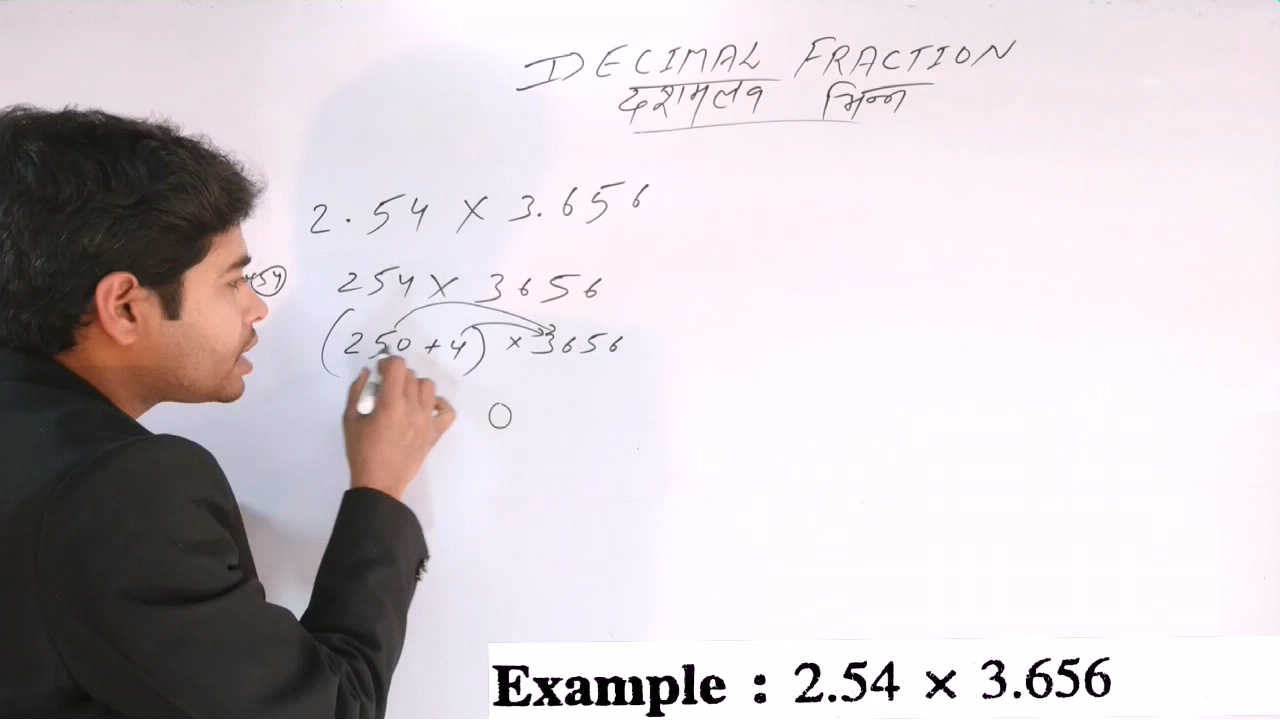 DECIMAL FRACTION
दशमलव भिन्न
2.54 × 3.656
254 × 3656
(250 + 4) × 3656
0
Example : 2.54 × 3.656